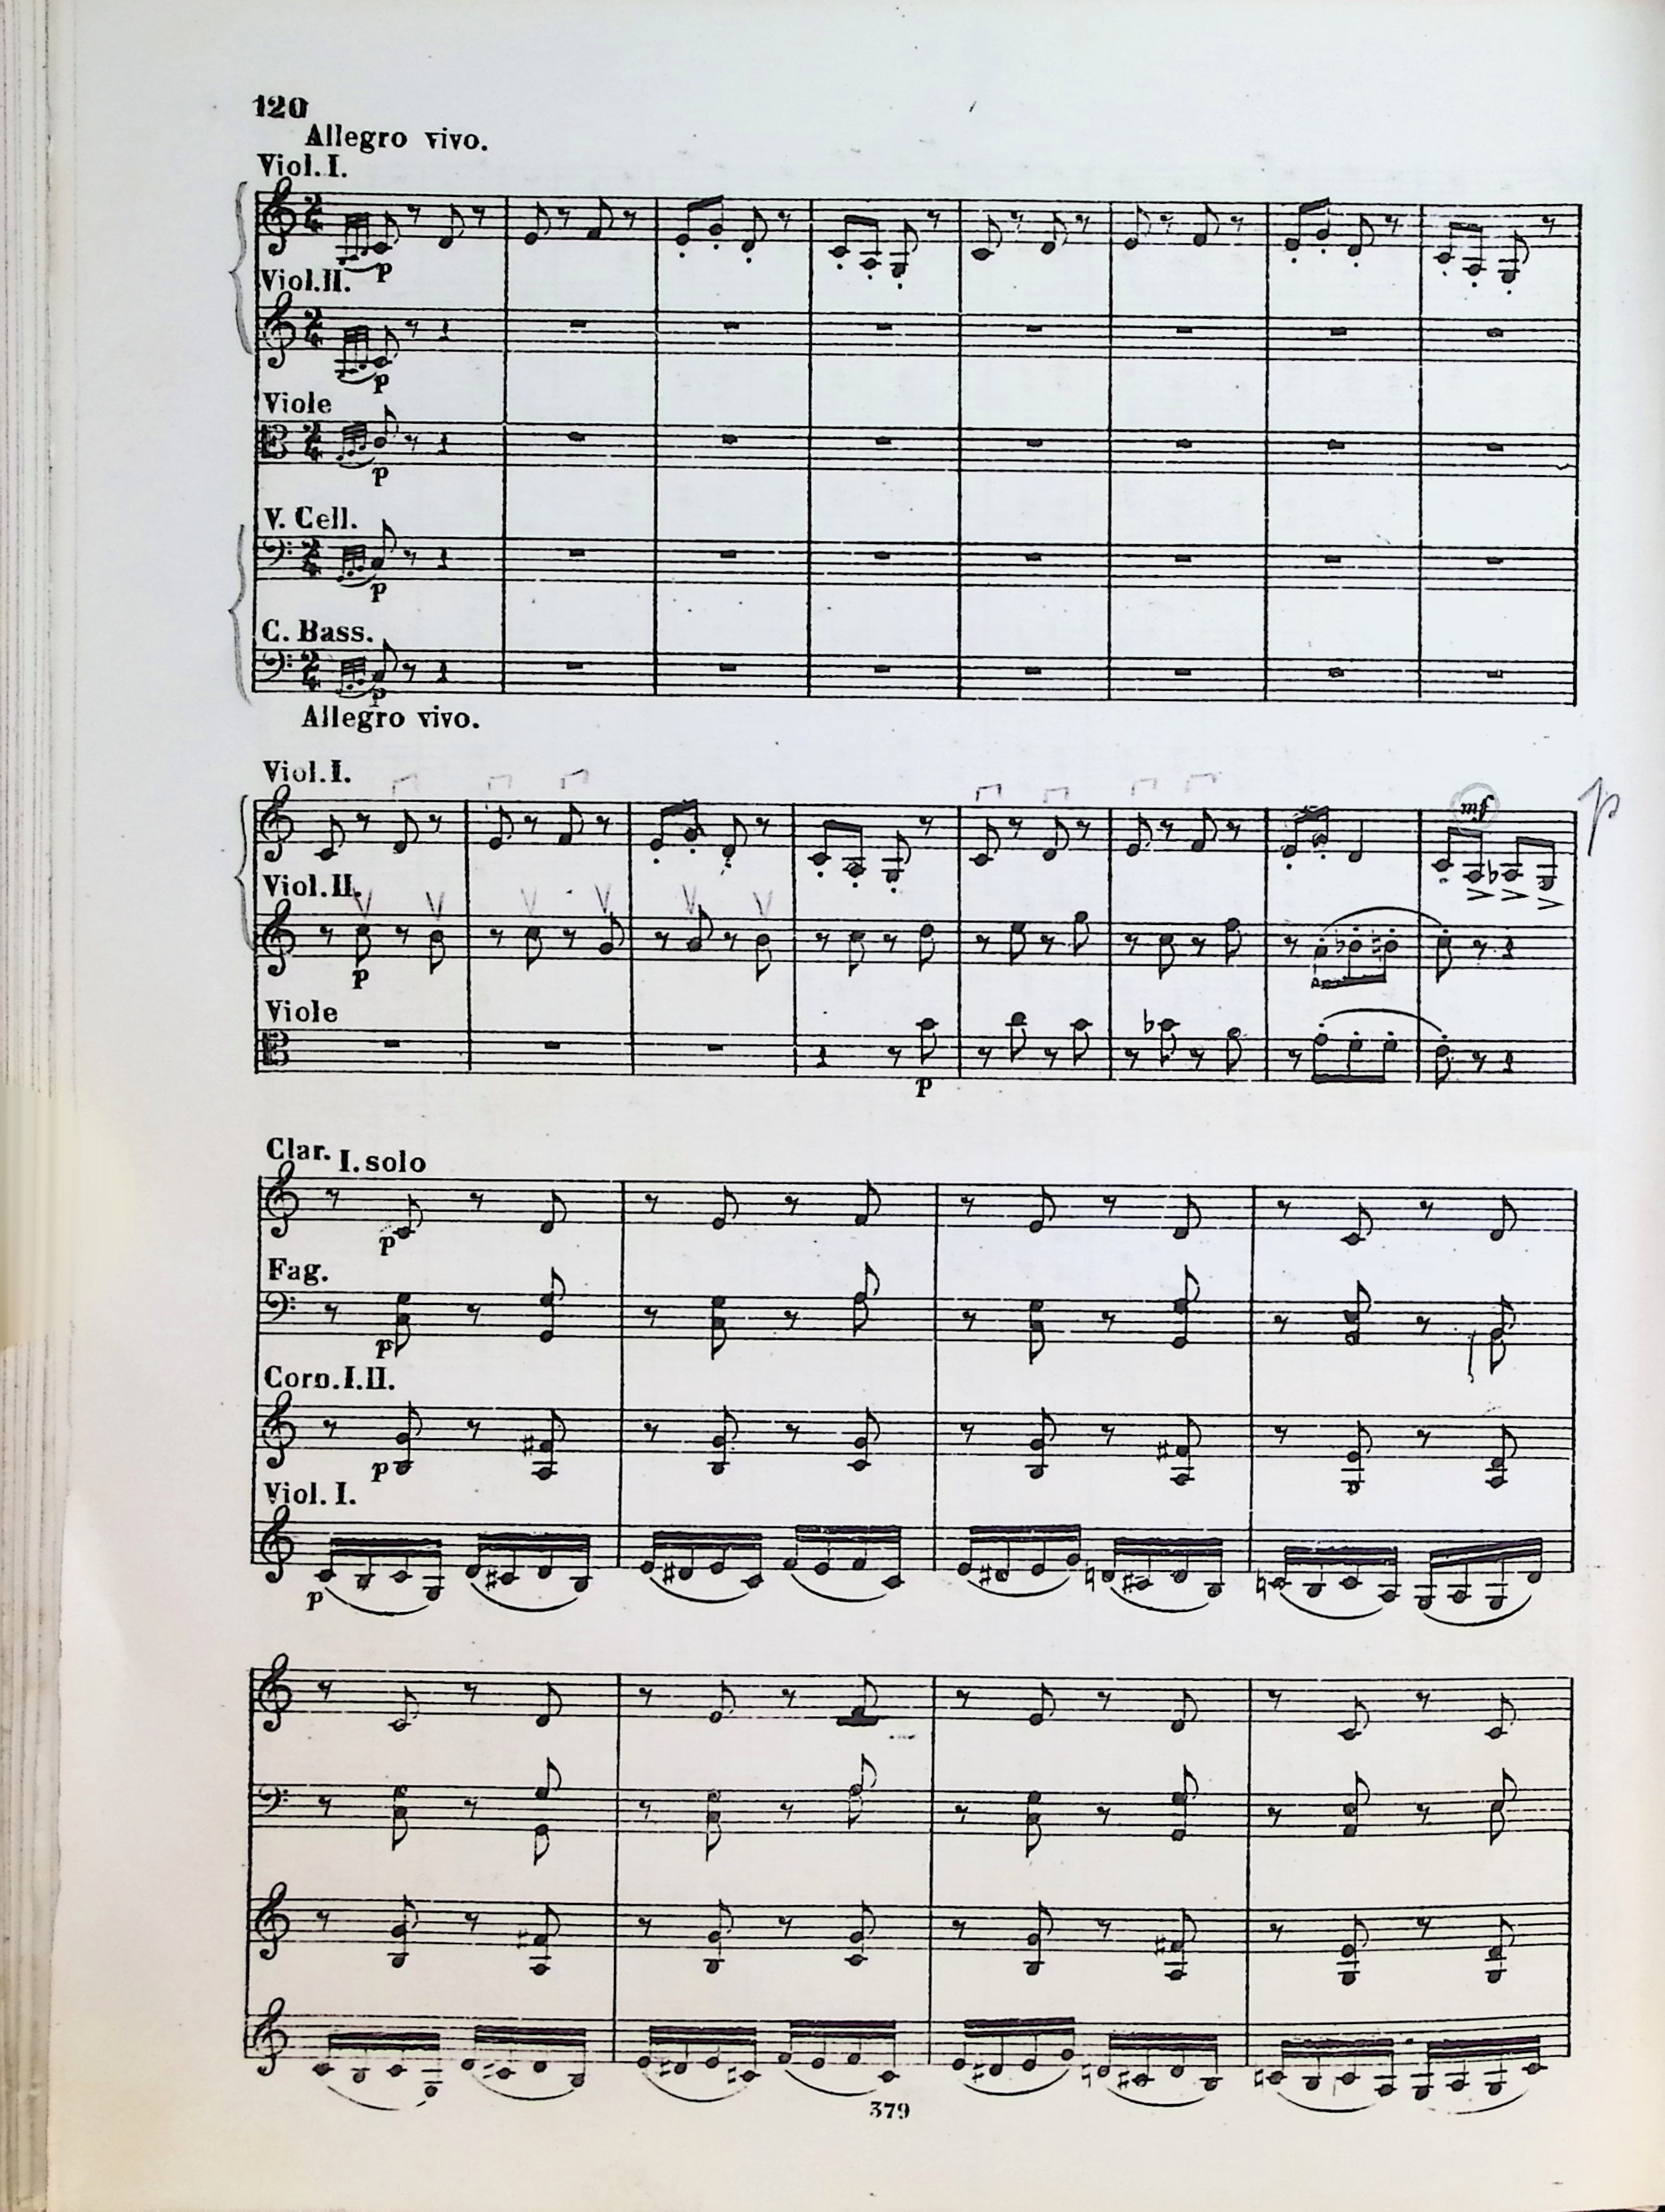 120
Allegro vivo.
Viol. I.
p
Viol. II.
p
Viole
p
V. Cell.
p
C. Bass.
p
Allegro vivo.
Viol. I.
mf
p
Viol. II.
p
Viole
p
Clar. I. solo
p
Fag.
p
Corn. I. II.
p
Viol. I.
p
379